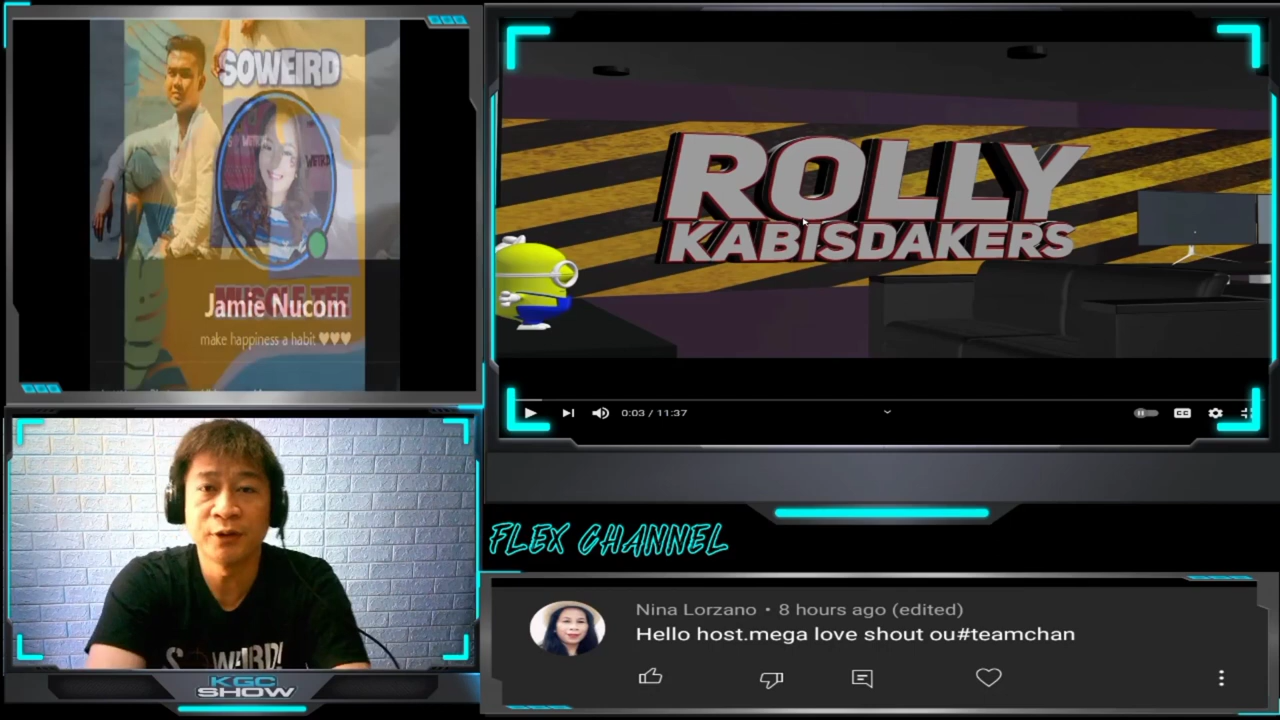 SOWEIRD
Jamie Nucom
make happiness a habit ♥♥♥
ROLLY
KABISDAKERS
0:03 / 11:37
CC
FLEX CHANNEL
Nina Lorzano • 8 hours ago (edited)
Hello host.mega love shout ou#teamchan
KGC
SHOW